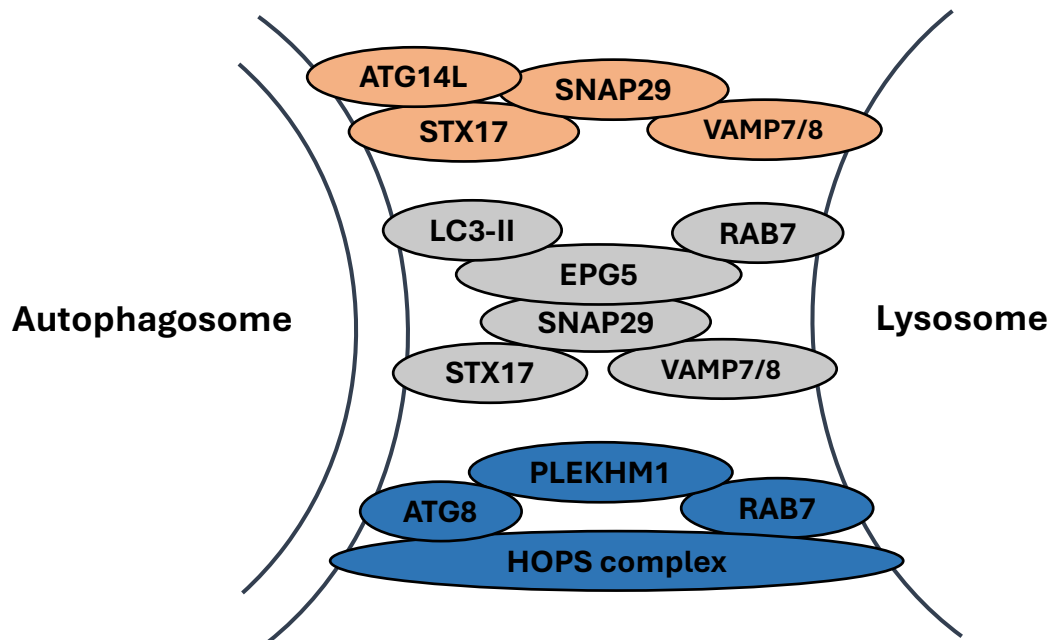 ATG14L
SNAP29
STX17
VAMP7/8
LC3-II
RAB7
EPG5
Autophagosome
SNAP29
Lysosome
STX17
VAMP7/8
PLEKHM1
ATG8
RAB7
HOPS complex